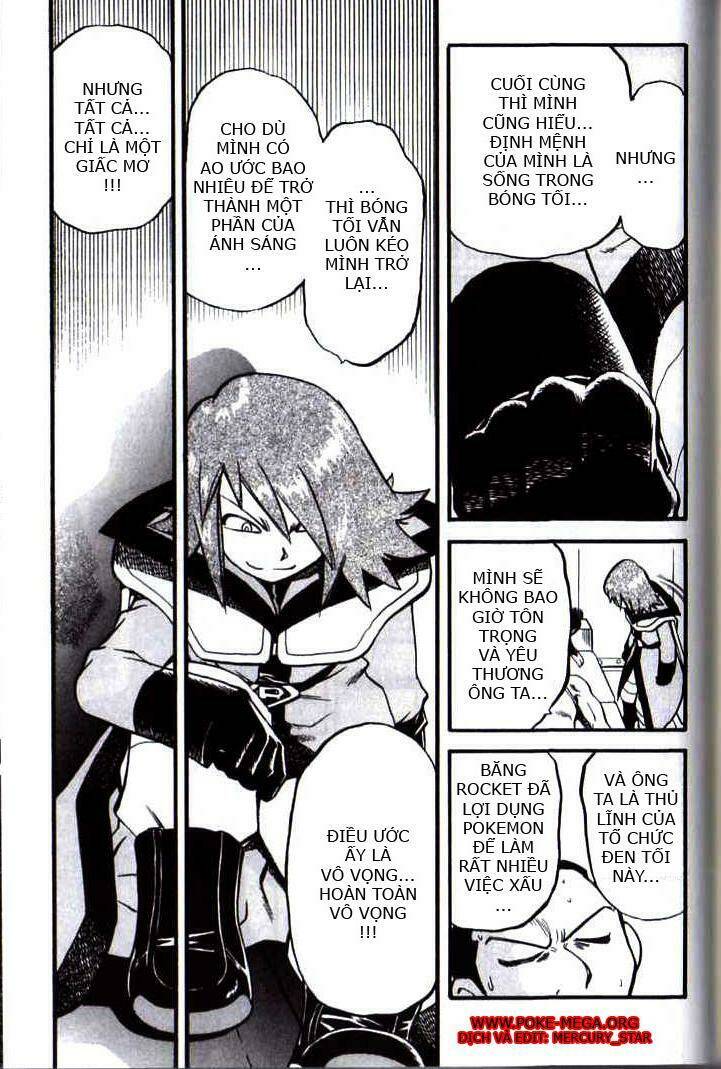 NHƯNG
...
CUỐI CÙNG
THÌ MÌNH
CŨNG HIỂU...
ĐỊNH MỆNH
CỦA MÌNH LÀ
SỐNG TRONG
BÓNG TỐI...
MÌNH SẼ
KHÔNG BAO
GIỜ TÔN
TRỌNG
VÀ YÊU
THƯƠNG
ÔNG TA...
VÀ ÔNG
TA LÀ THỦ
LĨNH CỦA
TỔ CHỨC
ĐEN TỐI
NÀY...
BĂNG
ROCKET ĐÃ
LỢI DỤNG
POKEMON
ĐỂ LÀM
RẤT NHIỀU
VIỆC XẤU
...
...
THÌ BÓNG
TỐI VẪN
LUÔN KÉO
MÌNH TRỞ
LẠI...
CHO DÙ
MÌNH CÓ
AO ƯỚC BAO
NHIÊU ĐỂ TRỞ
THÀNH MỘT
PHẦN CỦA
ÁNH SÁNG
...
ĐIỀU ƯỚC
ẤY LÀ
VÔ VỌNG...
HOÀN TOÀN
VÔ VỌNG
!!!
NHƯNG
TẤT CẢ...
TẤT CẢ...
CHỈ LÀ MỘT
GIẤC MƠ
!!!
WWW.POKE-MEGA.ORG
DỊCH VÀ EDIT: MERCURY_STAR